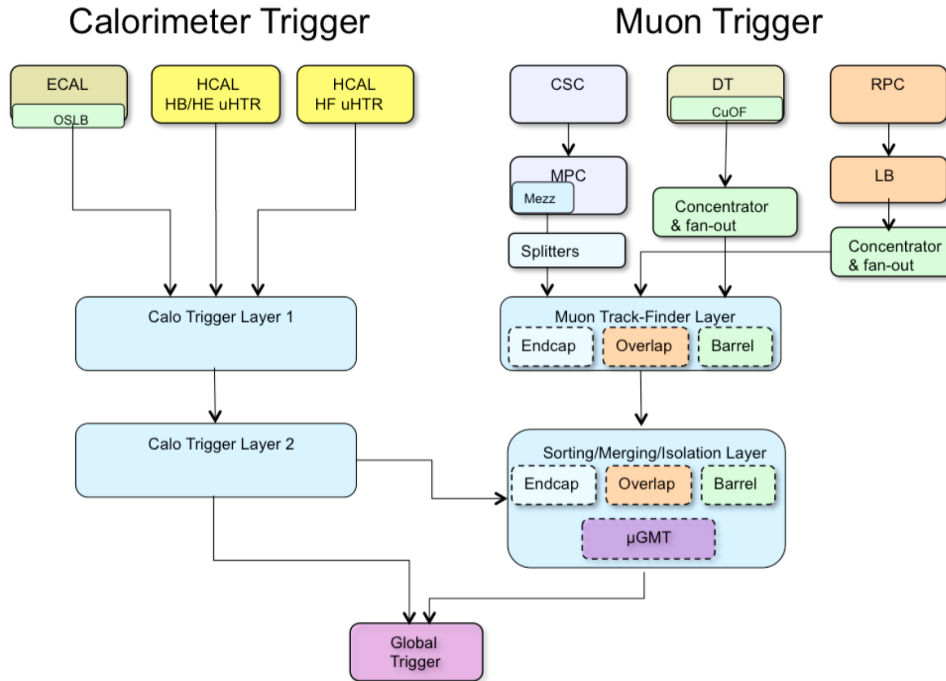 Calorimeter Trigger
Muon Trigger
ECAL
OSLB
HCAL
HB/HE uHTR
HCAL
HF uHTR
CSC
DT
CuOF
RPC
MPC
Mezz
LB
Concentrator
& fan-out
Splitters
Concentrator
& fan-out
Calo Trigger Layer 1
Muon Track-Finder Layer
Endcap
Overlap
Barrel
Calo Trigger Layer 2
Sorting/Merging/Isolation Layer
Endcap
Overlap
Barrel
µGMT
Global
Trigger